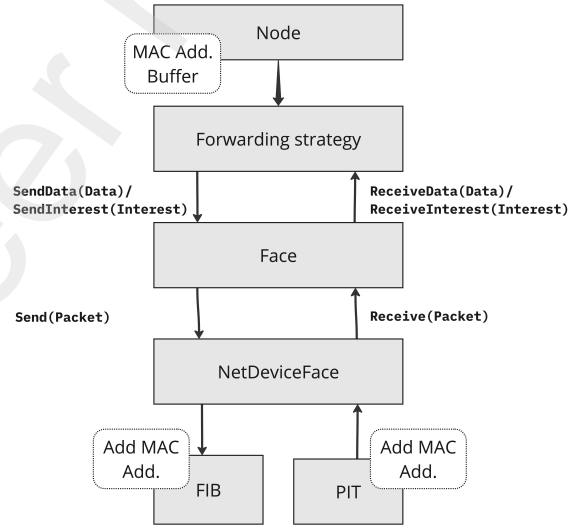 Node
MAC Add.
Buffer
Forwarding strategy
SendData(Data)/
SendInterest(Interest)
ReceiveData(Data)/
ReceiveInterest(Interest)
Face
Send(Packet)
Receive(Packet)
NetDeviceFace
Add MAC
Add.
FIB
Add MAC
Add.
PIT